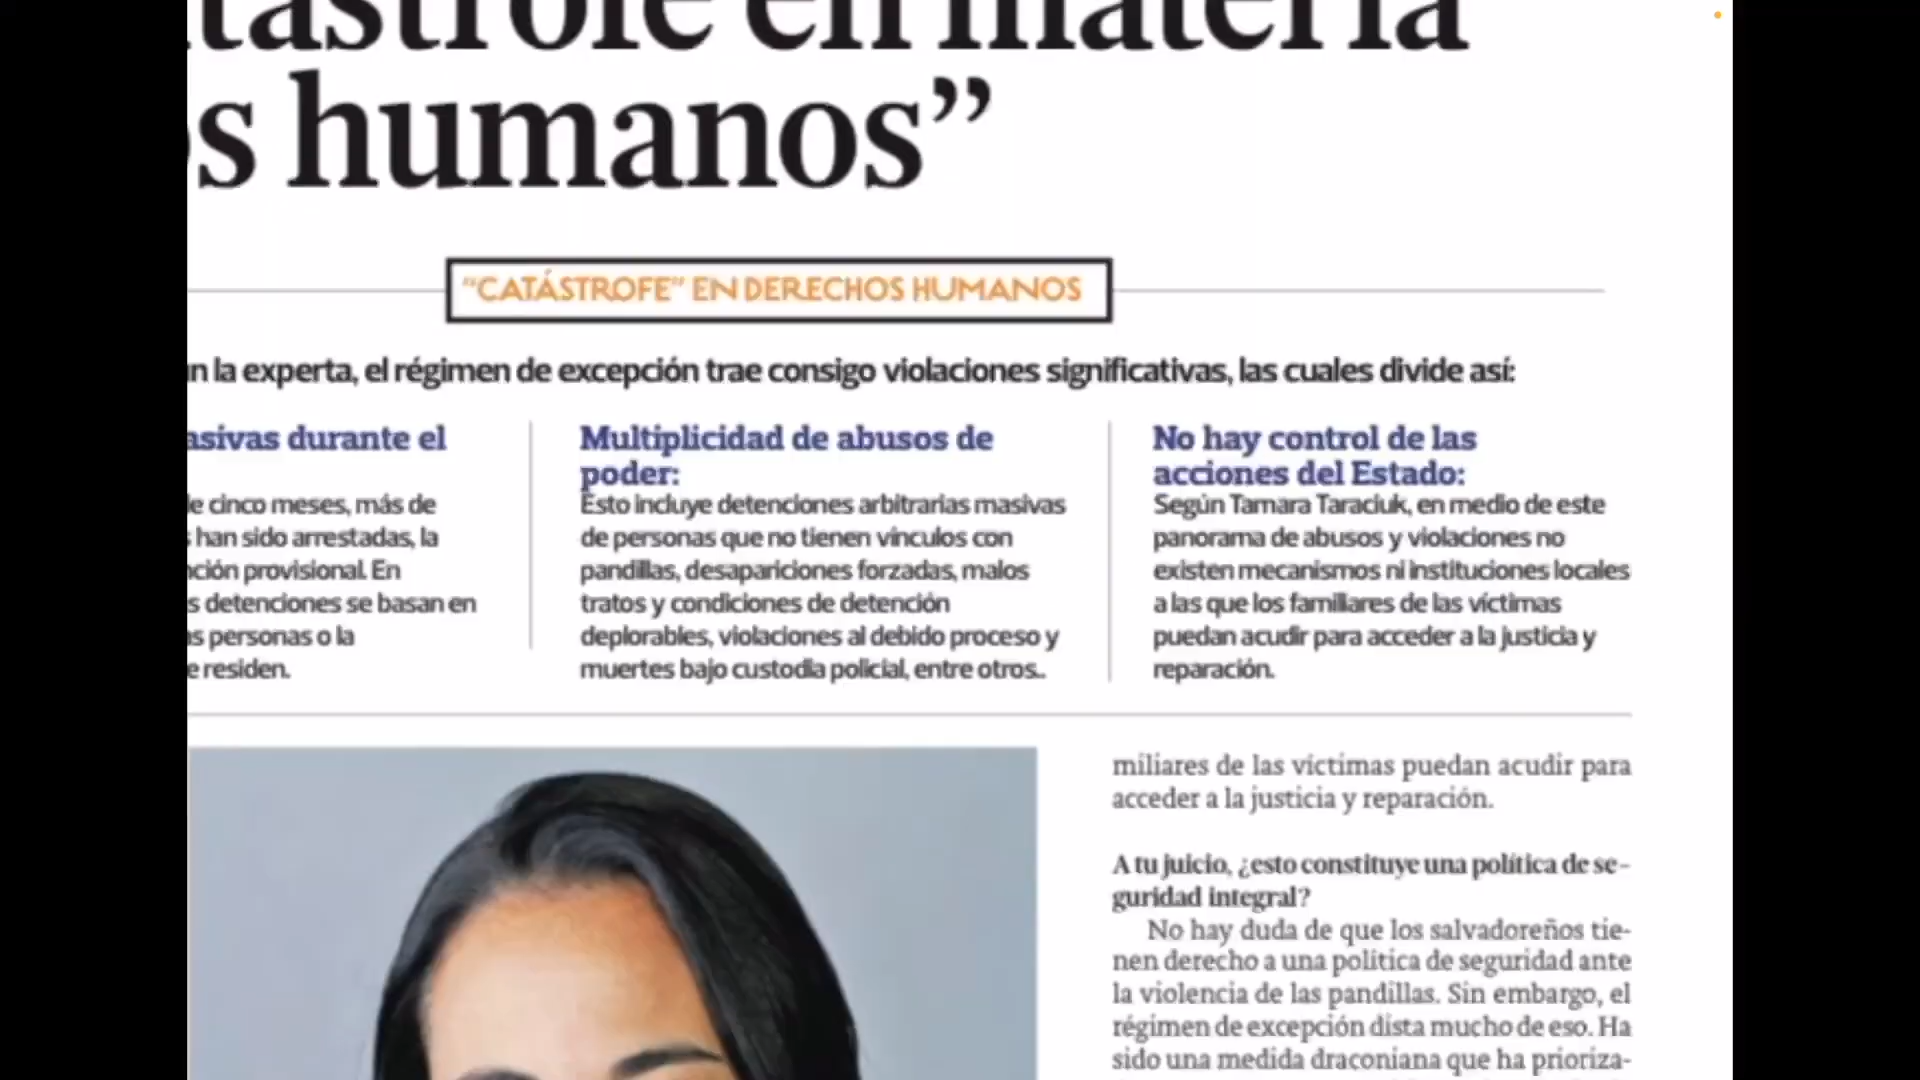 tástrofe en materia
os humanos”
“CATÁSTROFE” EN DERECHOS HUMANOS
n la experta, el régimen de excepción trae consigo violaciones significativas, las cuales divide así:
asivas durante el
e cinco meses, más de
han sido arrestadas, la
ción provisional. En
s detenciones se basan en
as personas o la
e residen.
Multiplicidad de abusos de
poder:
Esto incluye detenciones arbitrarias masivas
de personas que no tienen vínculos con
pandillas, desapariciones forzadas, malos
tratos y condiciones de detención
deplorables, violaciones al debido proceso y
muertes bajo custodia policial, entre otros..
No hay control de las
acciones del Estado:
Según Tamara Taraciuk, en medio de este
panorama de abusos y violaciones no
existen mecanismos ni instituciones locales
a las que los familiares de las víctimas
puedan acudir para acceder a la justicia y
reparación.
miliares de las víctimas puedan acudir para
acceder a la justicia y reparación.
A tu juicio, ¿esto constituye una política de se-
guridad integral?
No hay duda de que los salvadoreños tie-
nen derecho a una política de seguridad ante
la violencia de las pandillas. Sin embargo, el
régimen de excepción dista mucho de eso. Ha
sido una medida draconiana que ha prioriza-